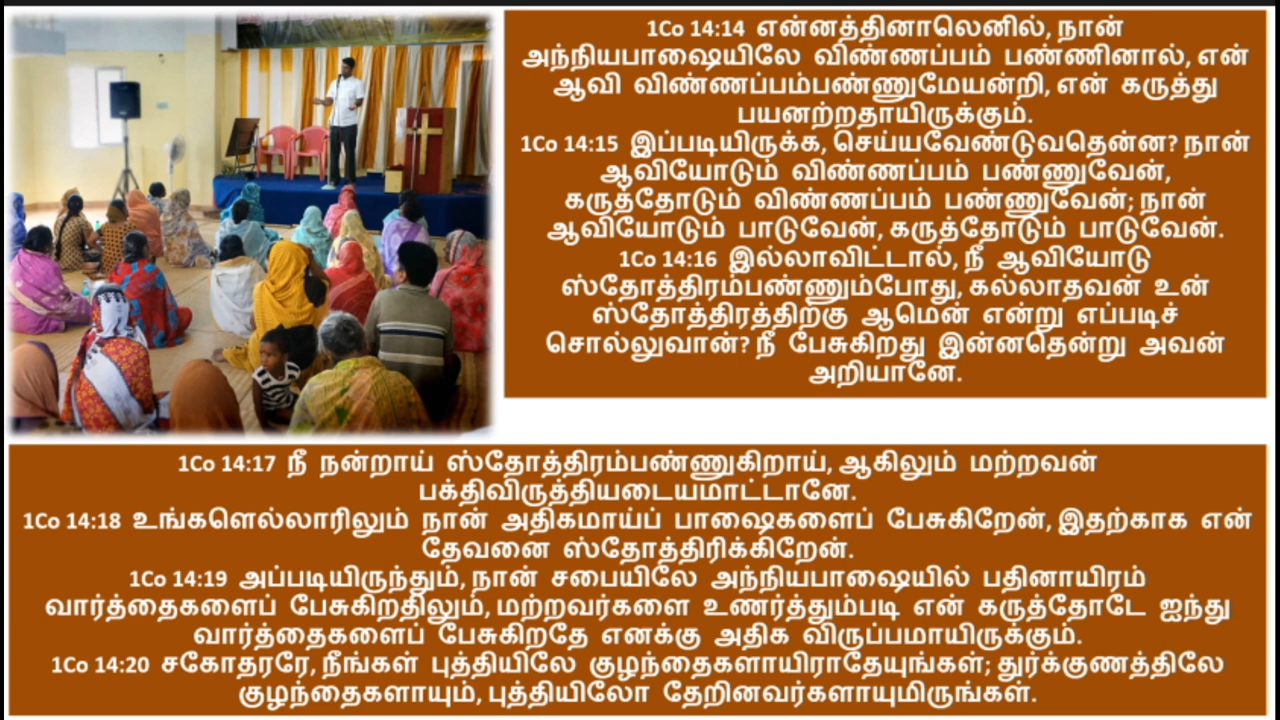 1Co 14:14 என்னத்தினாலெனில், நான்
அந்நியபாஷையிலே விண்ணப்பம் பண்ணினால், என்
ஆவி விண்ணப்பம்பண்ணுமேயன்றி, என் கருத்து
பயனற்றதாயிருக்கும்.
1Co 14:15 இப்படியிருக்க, செய்யவேண்டுவதென்ன? நான்
ஆவியோடும் விண்ணப்பம் பண்ணுவேன்,
கருத்தோடும் விண்ணப்பம் பண்ணுவேன்; நான்
ஆவியோடும் பாடுவேன், கருத்தோடும் பாடுவேன்.
1Co 14:16 இல்லாவிட்டால், நீ ஆவியோடு
ஸ்தோத்திரம்பண்ணும்போது, கல்லாதவன் உன்
ஸ்தோத்திரத்திற்கு ஆமென் என்று எப்படிச்
சொல்லுவான்? நீ பேசுகிறது இன்னதென்று அவன்
அறியானே.
1Co 14:17 நீ நன்றாய் ஸ்தோத்திரம்பண்ணுகிறாய், ஆகிலும் மற்றவன்
பக்திவிருத்தியடையமாட்டானே.
1Co 14:18 உங்களெல்லாரிலும் நான் அதிகமாய்ப் பாஷைகளைப் பேசுகிறேன், இதற்காக என்
தேவனை ஸ்தோத்திரிக்கிறேன்.
1Co 14:19 அப்படியிருந்தும், நான் சபையிலே அந்நியபாஷையில் பதினாயிரம்
வார்த்தைகளைப் பேசுகிறதிலும், மற்றவர்களை உணர்த்தும்படி என் கருத்தோடே ஐந்து
வார்த்தைகளைப் பேசுகிறதே எனக்கு அதிக விருப்பமாயிருக்கும்.
1Co 14:20 சகோதரரே, நீங்கள் புத்தியிலே குழந்தைகளாயிராதேயுங்கள்; துர்க்குணத்திலே
குழந்தைகளாயும், புத்தியிலோ தேறினவர்களாயுமிருங்கள்.